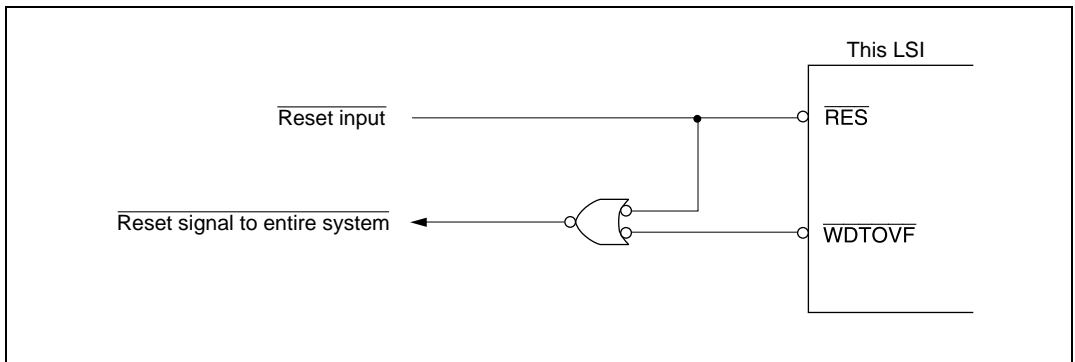 This LSI
Reset input
RES
Reset signal to entire system
WDTOVF